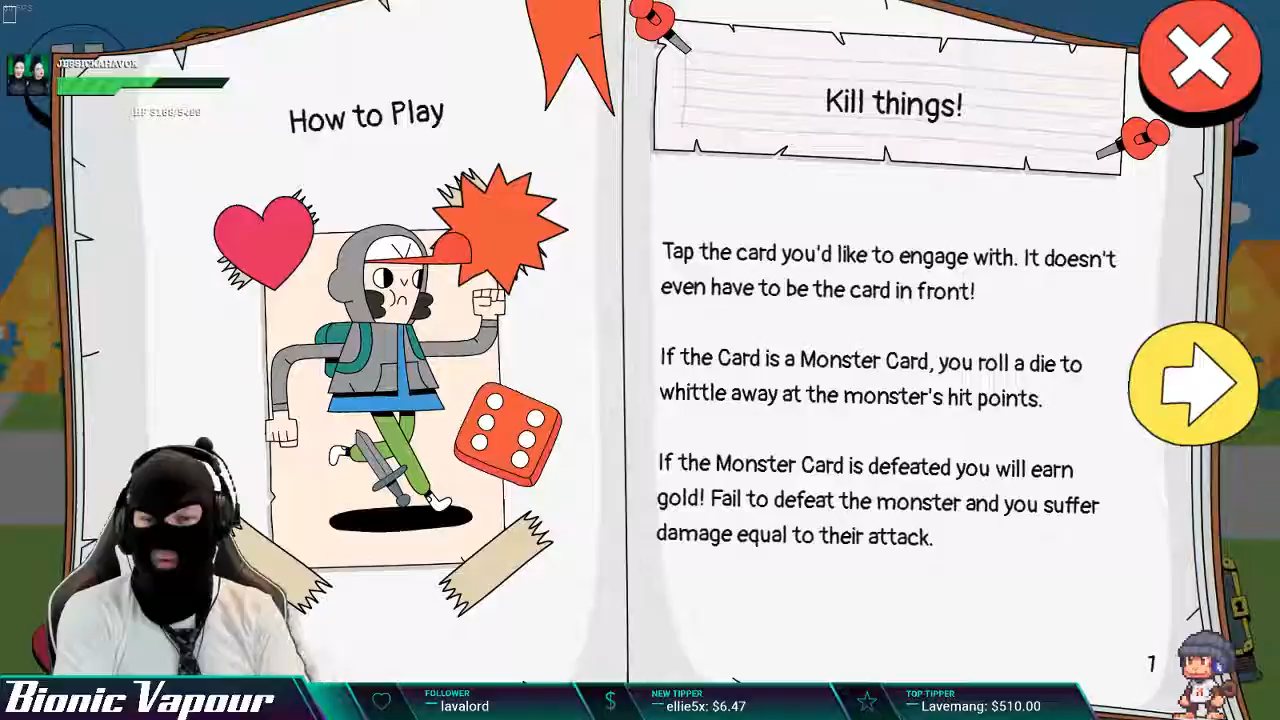 JESSICKAHAVOK
How to Play
Kill things!
Tap the card you'd like to engage with. It doesn't
even have to be the card in front!
If the Card is a Monster Card, you roll a die to
whittle away at the monster's hit points.
If the Monster Card is defeated you will earn
gold! Fail to defeat the monster and you suffer
damage equal to their attack.
1
Bionic Vapour
FOLLOWER
lavalord
$
NEW TIPPER
ellie5x: $6.47
TOP TIPPER
Lavemang: $510.00